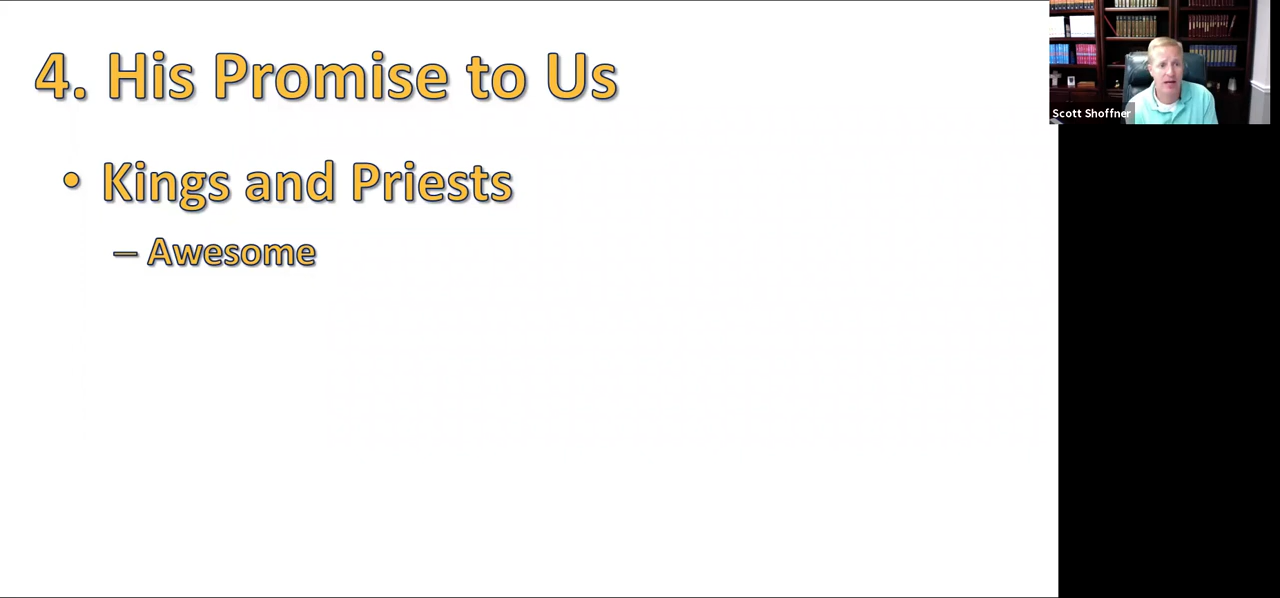 4. His Promise to Us
• Kings and Priests
– Awesome
Scott Shoffner